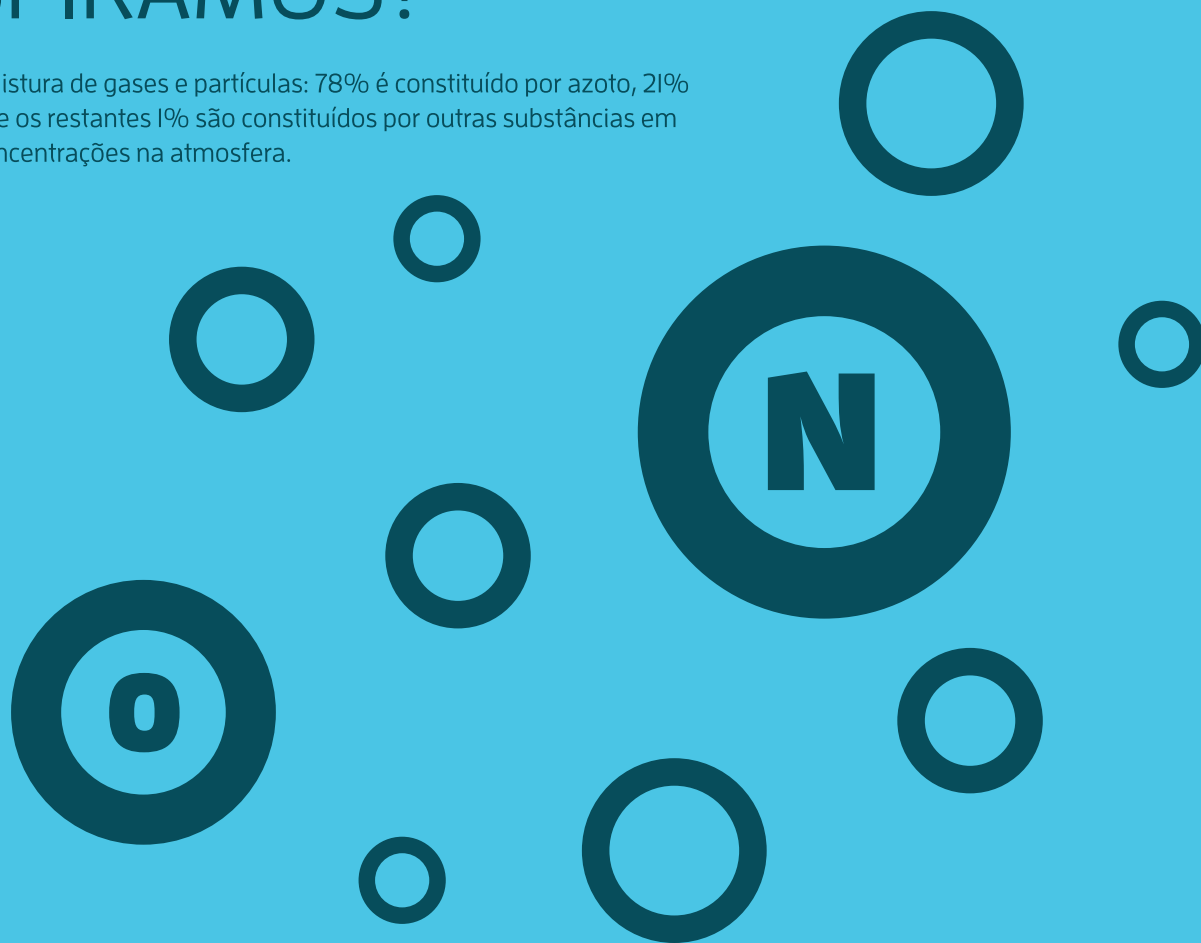 PIRAMOS?
istura de gases e partículas: 78% é constituído por azoto, 21%
e os restantes 1% são constituídos por outras substâncias em
ncentrações na atmosfera.
N
O